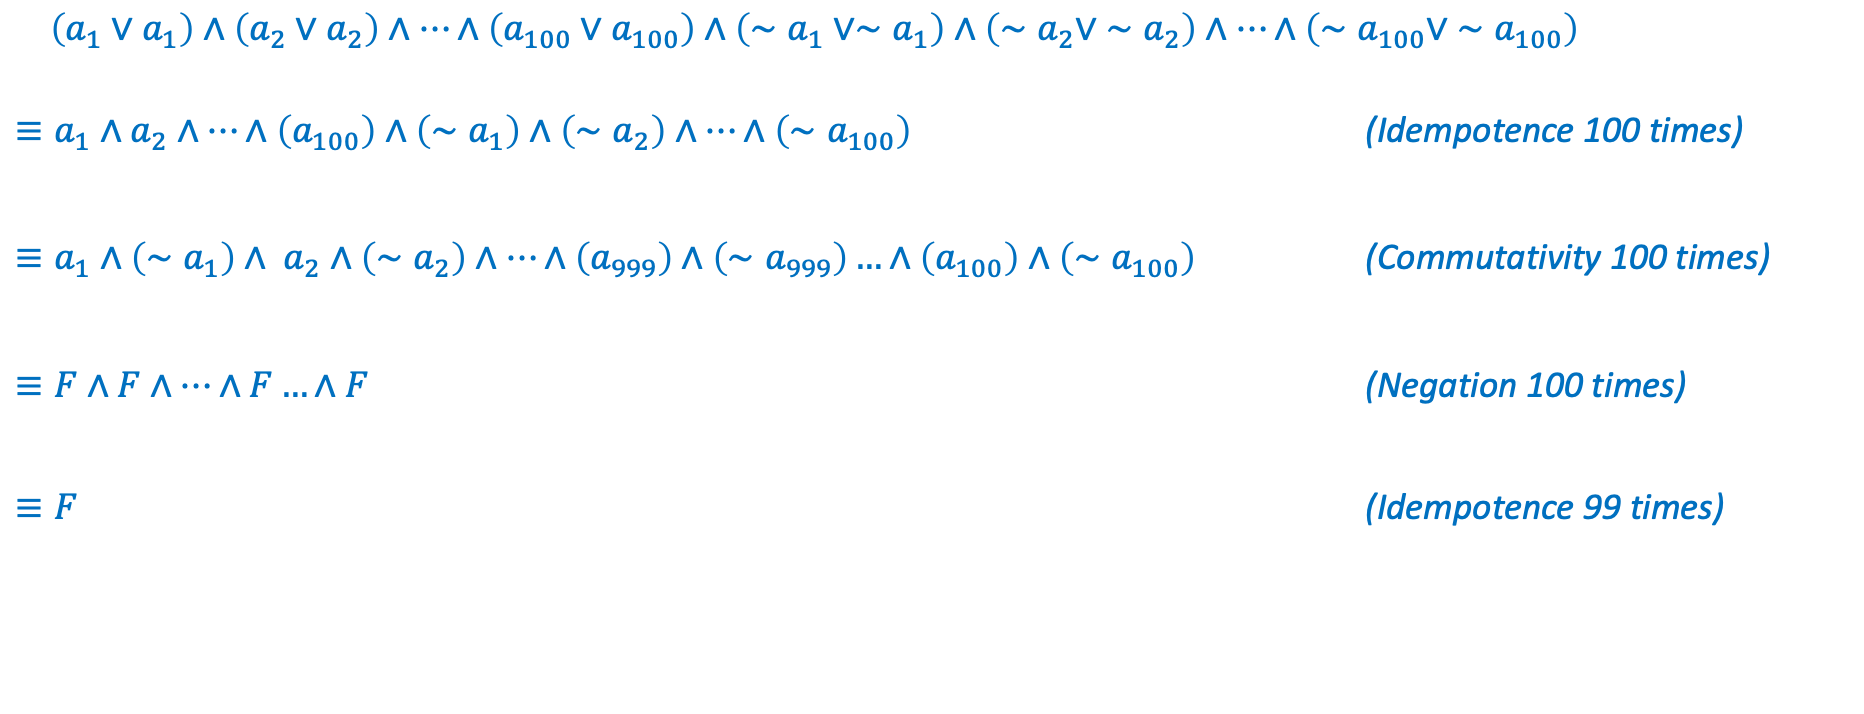 (a₁ ∨ a₁) ∧ (a₂ ∨ a₂) ∧ ⋯ ∧ (a₁₀₀ ∨ a₁₀₀) ∧ (~ a₁ ∨~ a₁) ∧ (~ a₂∨ ~ a₂) ∧ ⋯ ∧ (~ a₁₀₀∨ ~ a₁₀₀)
≡ a₁ ∧ a₂ ∧ ⋯ ∧ (a₁₀₀) ∧ (~ a₁) ∧ (~ a₂) ∧ ⋯ ∧ (~ a₁₀₀) (Idempotence 100 times)
≡ a₁ ∧ (~ a₁) ∧ a₂ ∧ (~ a₂) ∧ ⋯ ∧ (a₉₉₉) ∧ (~ a₉₉₉) … ∧ (a₁₀₀) ∧ (~ a₁₀₀) (Commutativity 100 times)
≡ F ∧ F ∧ ⋯ ∧ F … ∧ F (Negation 100 times)
≡ F (Idempotence 99 times)